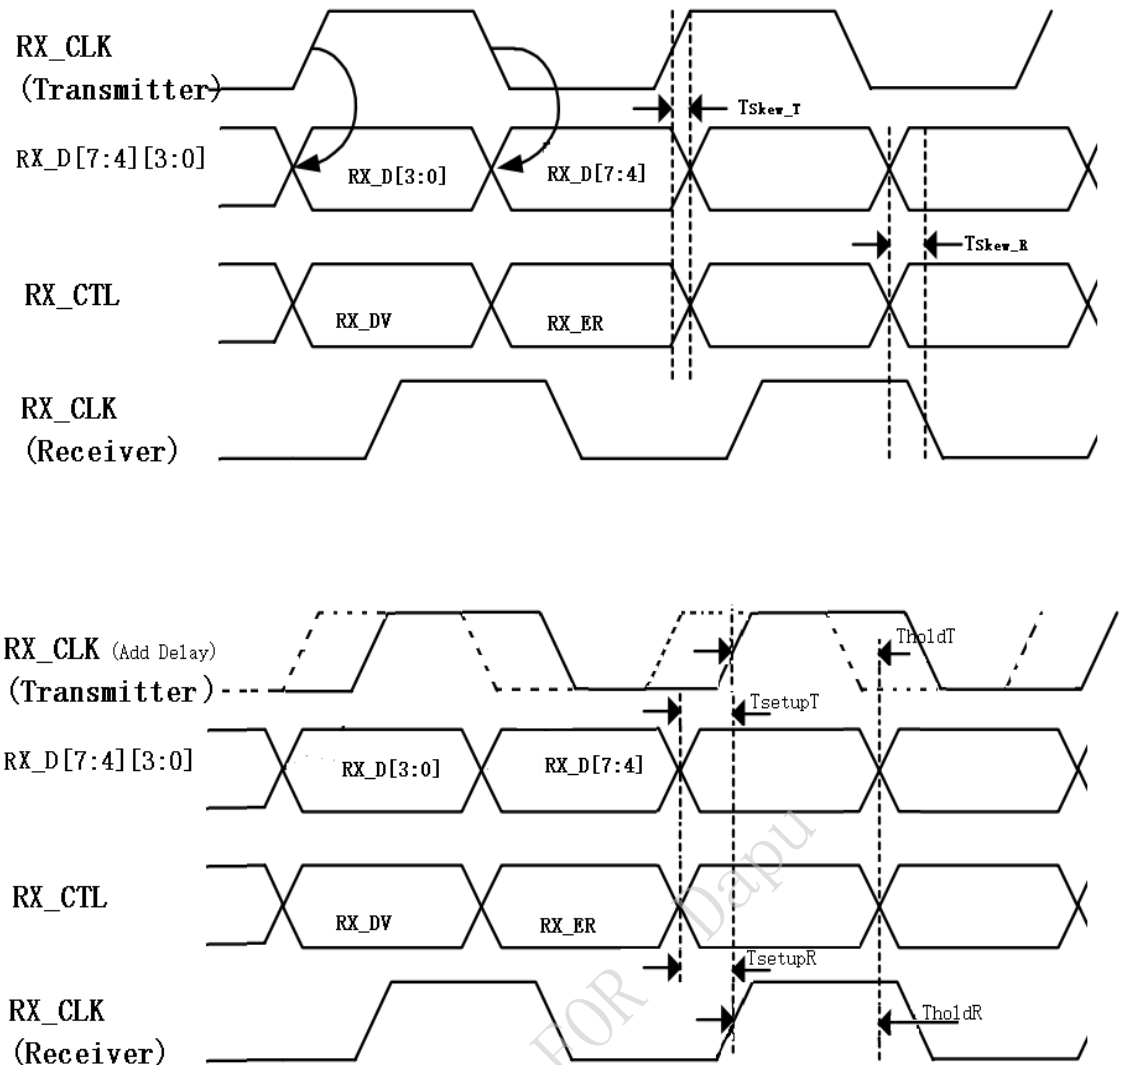 RX_CLK
(Transmitter)
TSkew_T
RX_D[7:4][3:0]
RX_D[3:0]
RX_D[7:4]
TSkew_R
RX_CTL
RX_DV
RX_ER
RX_CLK
(Receiver)
RX_CLK (Add Delay)
TholdT
(Transmitter)
TsetupT
RX_D[7:4][3:0]
RX_D[3:0]
RX_D[7:4]
RX_CTL
RX_DV
RX_ER
TsetupR
RX_CLK
TholdR
(Receiver)
FOR Dapu